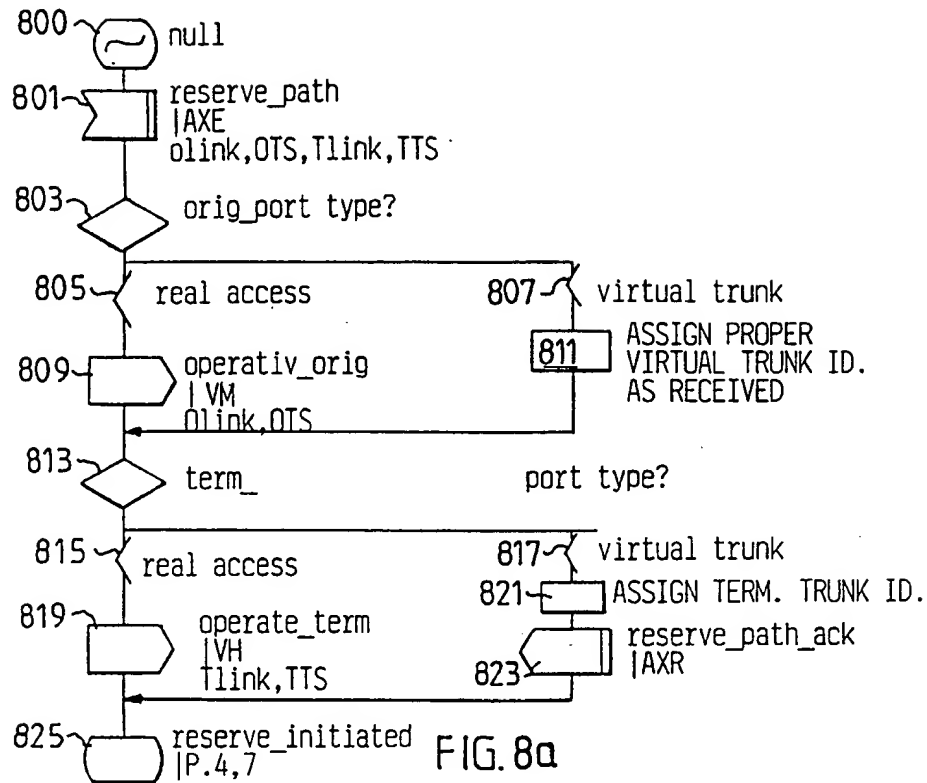 800
null
801
reserve_path
|AXE
olink,OTS,Tlink,TTS
803
orig_port type?
805
real access
807
virtual trunk
809
operativ_orig
|VM
Olink,OTS
811
ASSIGN PROPER
VIRTUAL TRUNK ID.
AS RECEIVED
813
term_ port type?
815
real access
817
virtual trunk
819
operate_term
|VH
Tlink,TTS
821
ASSIGN TERM. TRUNK ID.
823
reserve_path_ack
|AXR
825
reserve_initiated
|P.4,7
FIG. 8a